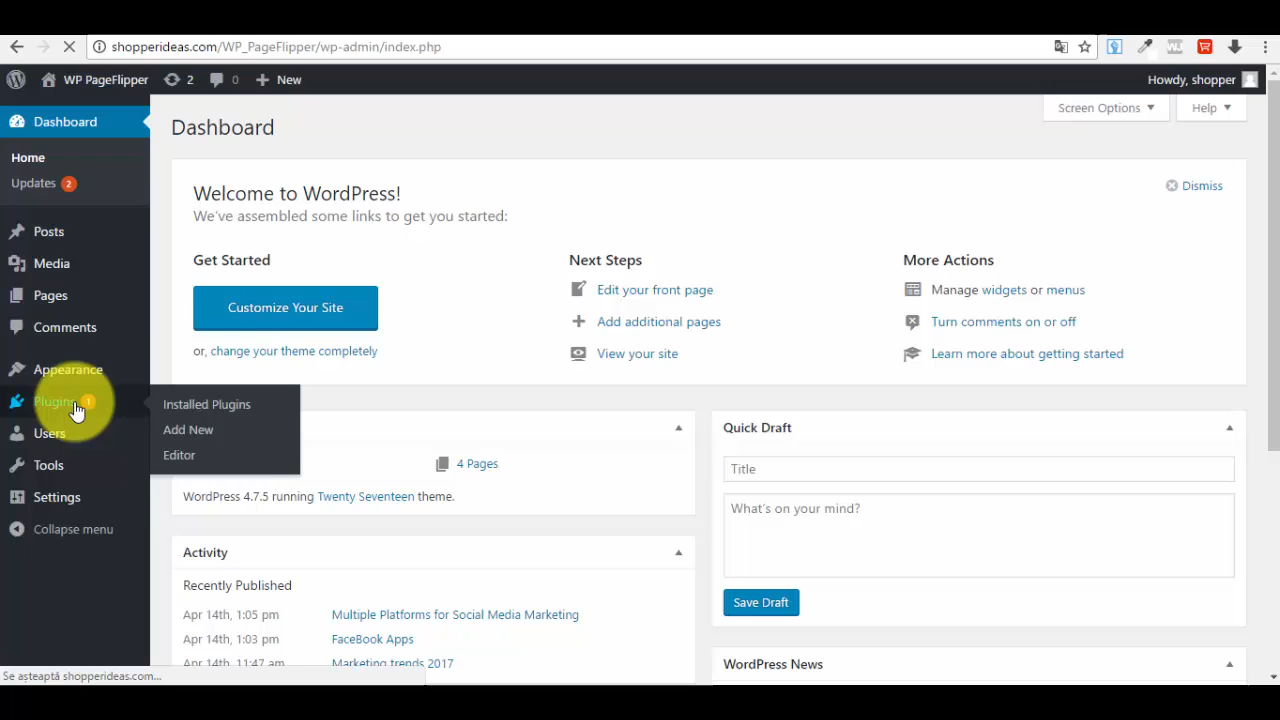 shopperideas.com/WP_PageFlipper/wp-admin/index.php
WP PageFlipper 2 0 New Howdy, shopper
Dashboard
Home
Updates 2
Posts
Media
Pages
Comments
Appearance
Plugins 1
Users
Tools
Settings
Collapse menu
Installed Plugins
Add New
Editor
Screen Options Help
Dashboard
Welcome to WordPress!
Dismiss
We've assembled some links to get you started:
Get Started
Customize Your Site
or, change your theme completely
Next Steps
Edit your front page
Add additional pages
View your site
More Actions
Manage widgets or menus
Turn comments on or off
Learn more about getting started
4 Pages
WordPress 4.7.5 running Twenty Seventeen theme.
Activity
Recently Published
Apr 14th, 1:05 pm Multiple Platforms for Social Media Marketing
Apr 14th, 1:03 pm FaceBook Apps
Apr 14th, 11:47 am Marketing trends 2017
Quick Draft
Title
What's on your mind?
Save Draft
WordPress News
Se așteaptă shopperideas.com...